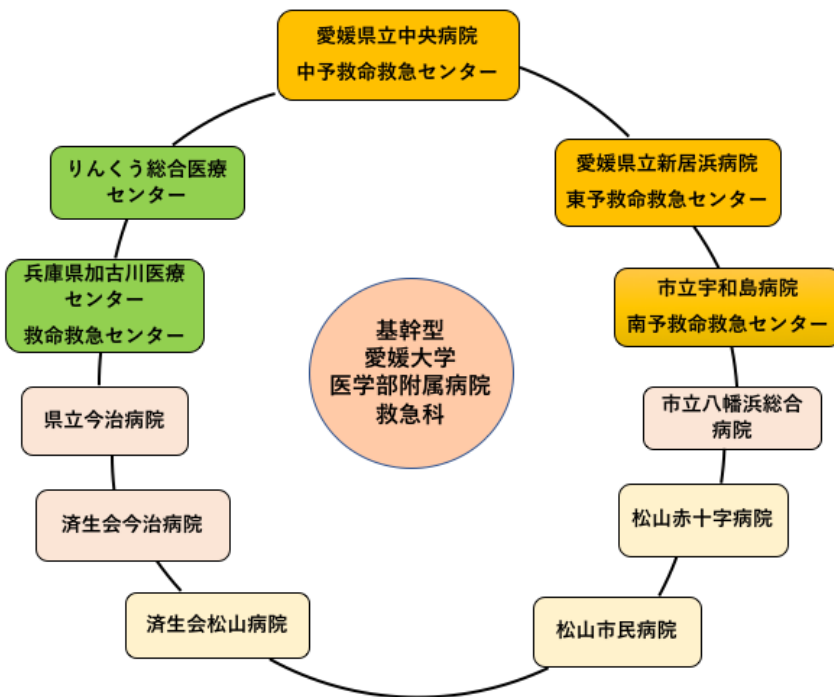 愛媛県立中央病院
中予救命救急センター
りんくう総合医療
センター
愛媛県立新居浜病院
東予救命救急センター
兵庫県加古川医療
センター
救命救急センター
市立宇和島病院
南予救命救急センター
基幹型
愛媛大学
医学部附属病院
救急科
県立今治病院
市立八幡浜総合
病院
済生会今治病院
松山赤十字病院
済生会松山病院
松山市民病院